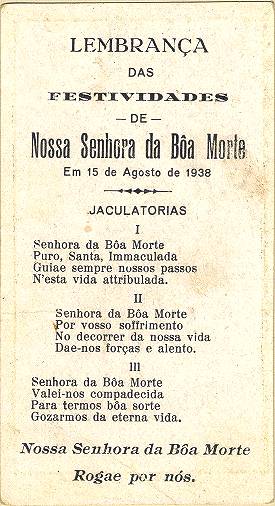 LEMBRANÇA
DAS
FESTIVIDADES
— DE —
Nossa Senhora da Bôa Morte
Em 15 de Agosto de 1938
JACULATORIAS
I
Senhora da Bôa Morte
Puro, Santa, Immaculada
Guiae sempre nossos passos
N'esta vida attribulada.
II
Senhora da Bôa Morte
Por vosso soffrimento
No decorrer da nossa vida
Dae-nos forças e alento.
III
Senhora da Bôa Morte
Valei-nos compadecida
Para termos bôa sorte
Gozarmos da eterna vida.
Nossa Senhora da Bôa Morte
Rogae por nós.